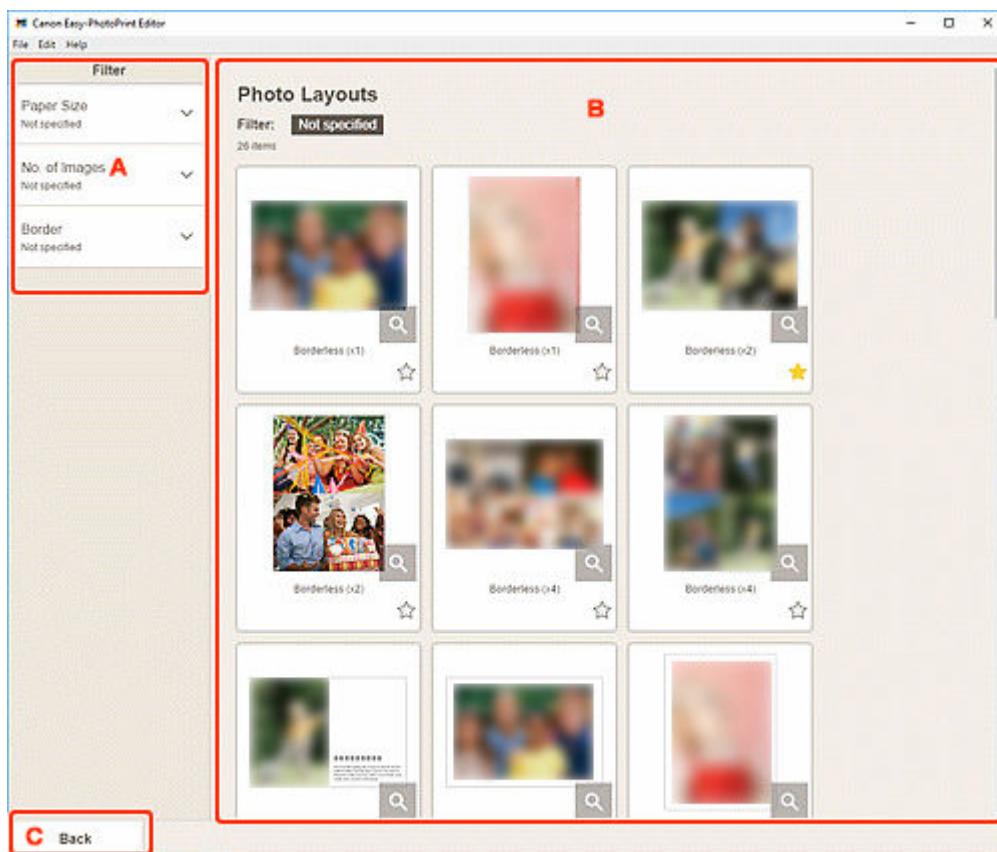 Canon Easy-PhotoPrint Editor
File Edit Help
Filter
Paper Size
Not specified
No. of Images A
Not specified
Border
Not specified
Photo Layouts
B
Filter: Not specified
26 items
Borderless (x1)
Borderless (x1)
Borderless (x2)
Borderless (x2)
Borderless (x4)
Borderless (x4)
C Back